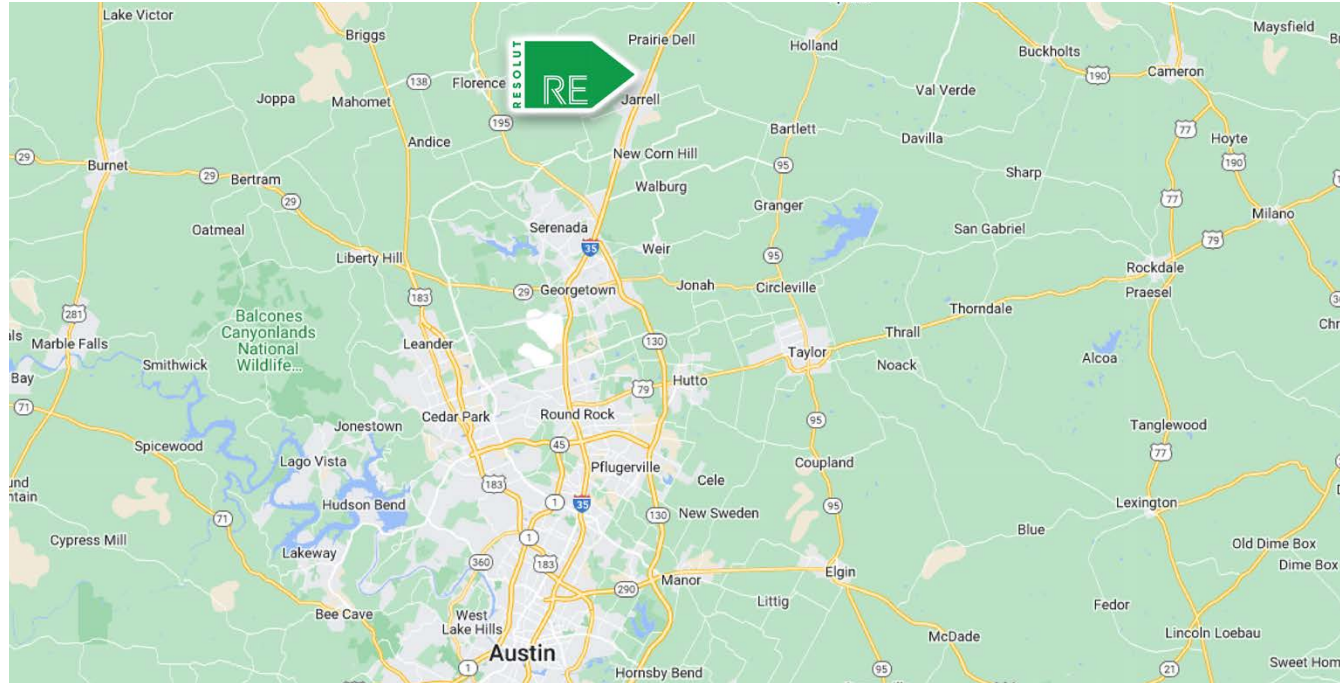 Lake Victor
Briggs
RESOLUT
RE
Prairie Dell
Holland
Buckholts
Maysfield
190
Cameron
138
Florence
Joppa
Mahomet
Jarrell
Val Verde
195
Andice
Bartlett
Davilla
77
Hoyte
190
29
Burnet
29
Bertram
29
New Corn Hill
95
Walburg
Sharp
Granger
77
Milano
Oatmeal
Serenada
35
Weir
San Gabriel
79
Liberty Hill
95
Rockdale
183
29
Georgetown
Jonah
Circleville
Praesel
281
Balcones
Canyonlands
National
Wildlife...
Thorndale
Marble Falls
Leander
130
Thrall
Smithwick
Taylor
Noack
Alcoa
Bay
79
Hutto
71
Cedar Park
Round Rock
95
Jonestown
Tanglewood
Spicewood
45
77
Lago Vista
Pflugerville
Coupland
183
Cele
Hudson Bend
1
35
95
Lexington
71
130
New Sweden
Blue
Cypress Mill
1
Old Dime Box
Lakeway
360
183
Dime Box
Manor
Elgin
290
Bee Cave
West
Lake Hills
Littig
Fedor
McDade
Lincoln Loebau
Austin
1
Hornsby Bend
95
21
Sweet Hom